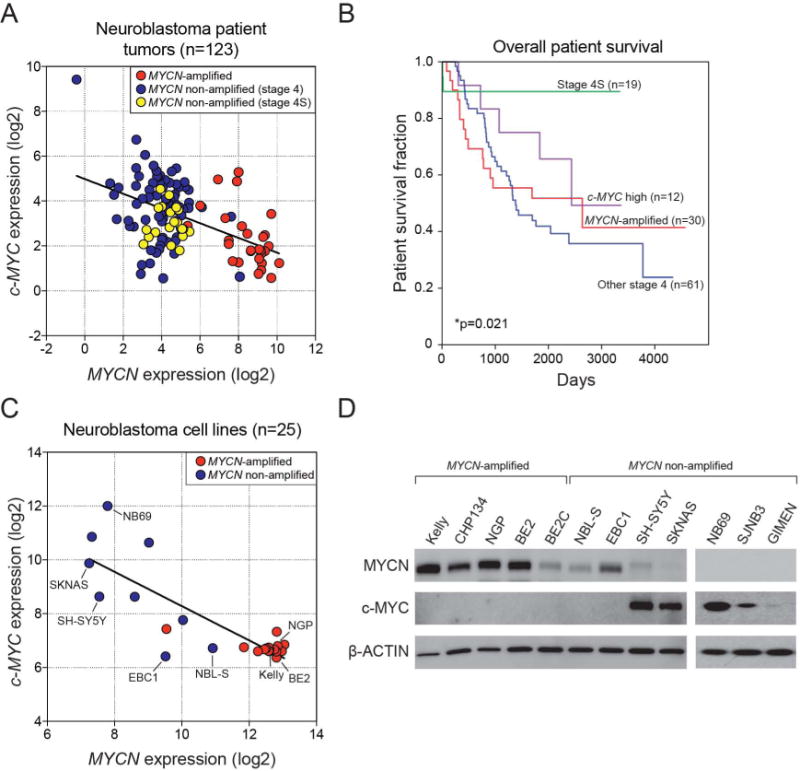 A
Neuroblastoma patient
tumors (n=123)
MYCN-amplified
MYCN non-amplified (stage 4)
MYCN non-amplified (stage 4S)
c-MYC expression (log2)
10
8
6
4
2
0
-2
-2 0 2 4 6 8 10 12
MYCN expression (log2)
B
Overall patient survival
Patient survival fraction
1.0
0.8
0.6
0.4
0.2
0
Stage 4S (n=19)
c-MYC high (n=12)
MYCN-amplified (n=30)
Other stage 4 (n=61)
*p=0.021
0 1000 2000 3000 4000
Days
C
Neuroblastoma cell lines (n=25)
MYCN-amplified
MYCN non-amplified
c-MYC expression (log2)
14
12
10
8
6
4
NB69
SKNAS
SH-SY5Y
EBC1
NBL-S
Kelly
NGP
BE2
6 8 10 12 14
MYCN expression (log2)
D
MYCN-amplified
MYCN non-amplified
Kelly
CHP134
NGP
BE2
BE2C
NBL-S
EBC1
SH-SY5Y
SKNAS
NB69
SJNB3
GIMEN
MYCN
c-MYC
β-ACTIN